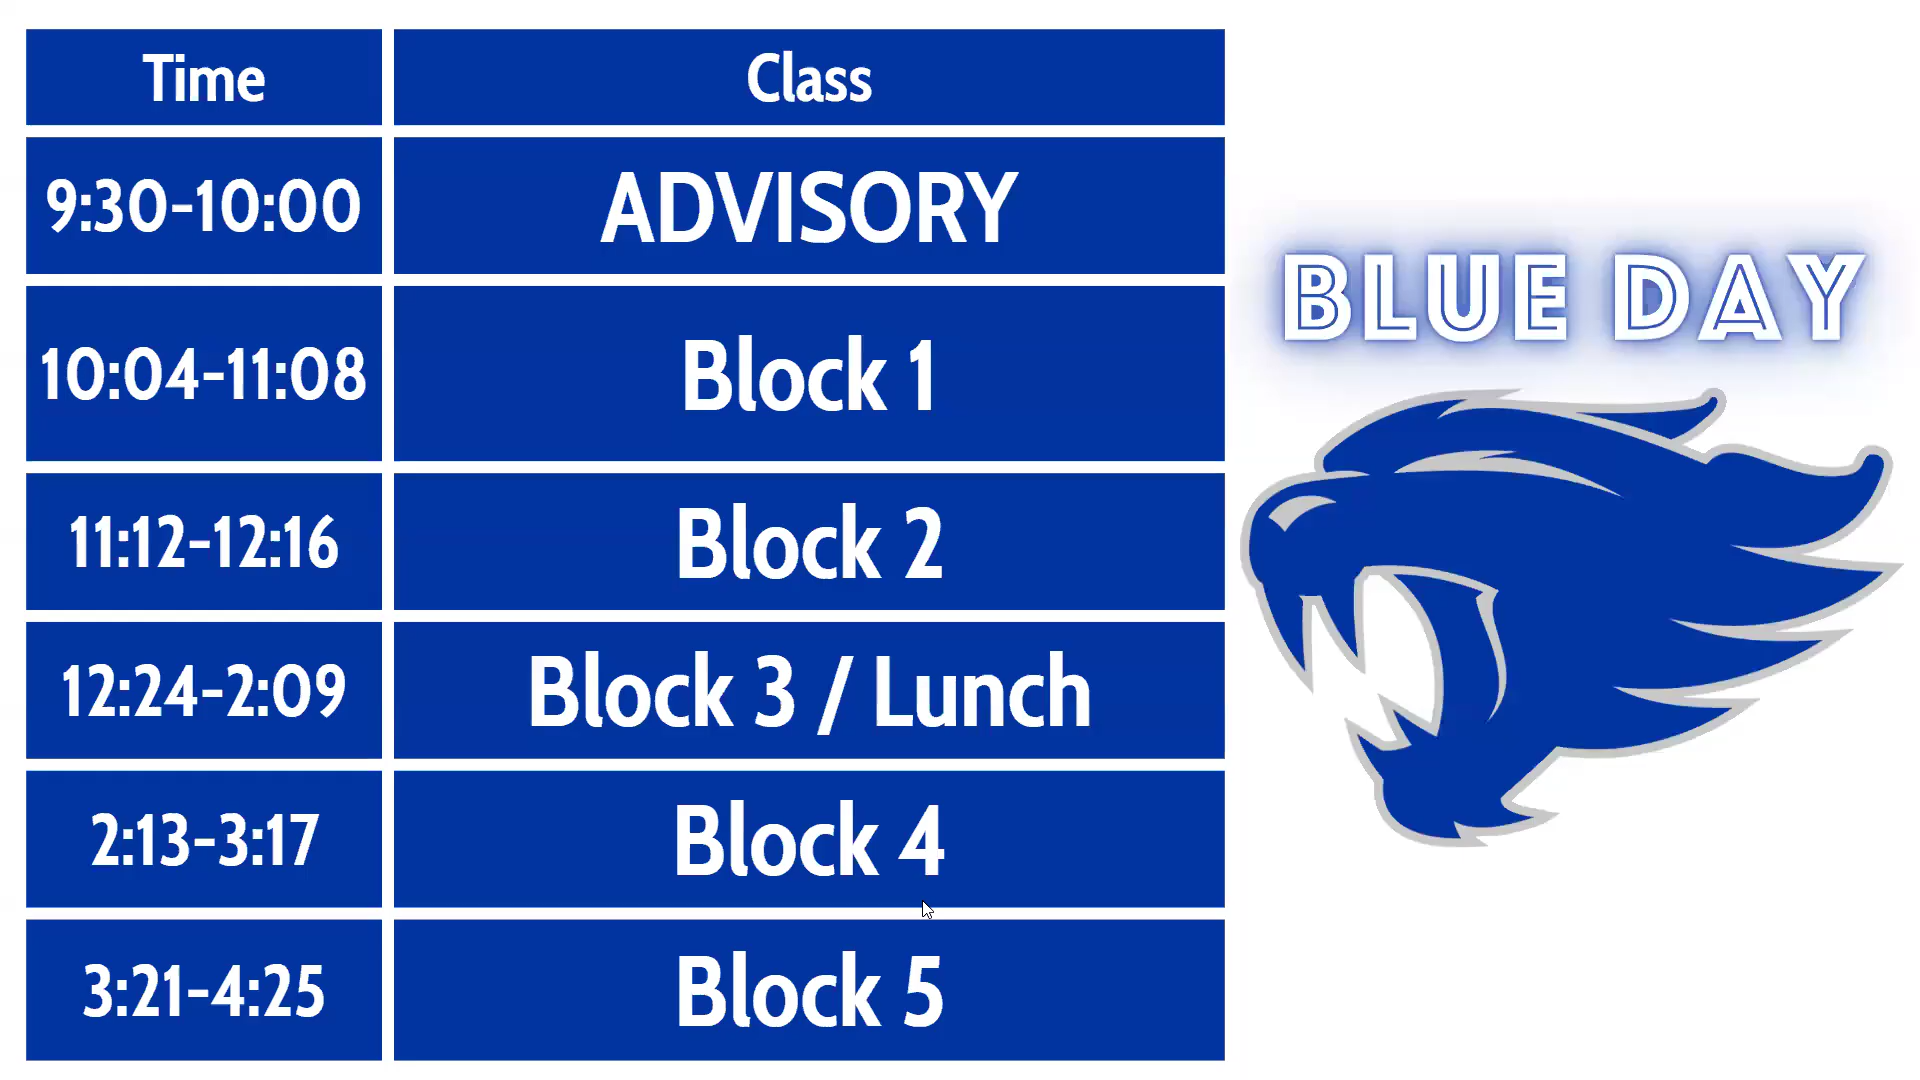 Time Class
9:30-10:00 ADVISORY
10:04-11:08 Block 1
11:12-12:16 Block 2
12:24-2:09 Block 3 / Lunch
2:13-3:17 Block 4
3:21-4:25 Block 5
BLUE DAY